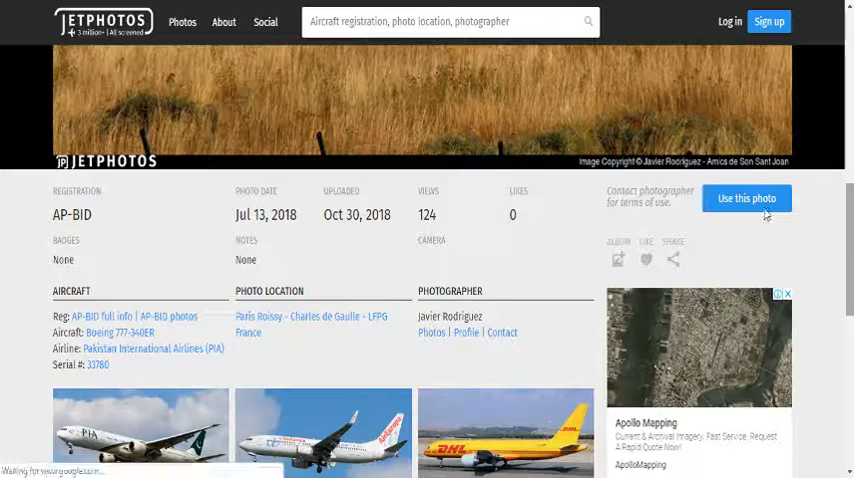 JETPHOTOS
3 million+ | All screened
Photos About Social
Aircraft registration, photo location, photographer
Log in Sign up
JP JETPHOTOS
Image Copyright © Javier Rodriguez - Amics de Son Sant Joan
REGISTRATION PHOTO DATE UPLOADED VIEWS LIKES
AP-BID Jul 13, 2018 Oct 30, 2018 124 0
Contact photographer
for terms of use.
Use this photo
BADGES NOTES CAMERA
None None
ALBUM LIKE SHARE
AIRCRAFT PHOTO LOCATION PHOTOGRAPHER
Reg: AP-BID full info | AP-BID photos
Aircraft: Boeing 777-340ER
Airline: Pakistan International Airlines (PIA)
Serial #: 33780
Paris Roissy - Charles de Gaulle - LFPG
France
Javier Rodriguez
Photos | Profile | Contact
Apollo Mapping
Current & Archival Imagery. Fast Service. Request
A Rapid Quote Now!
ApolloMapping
PIA
AirEuropa
DHL